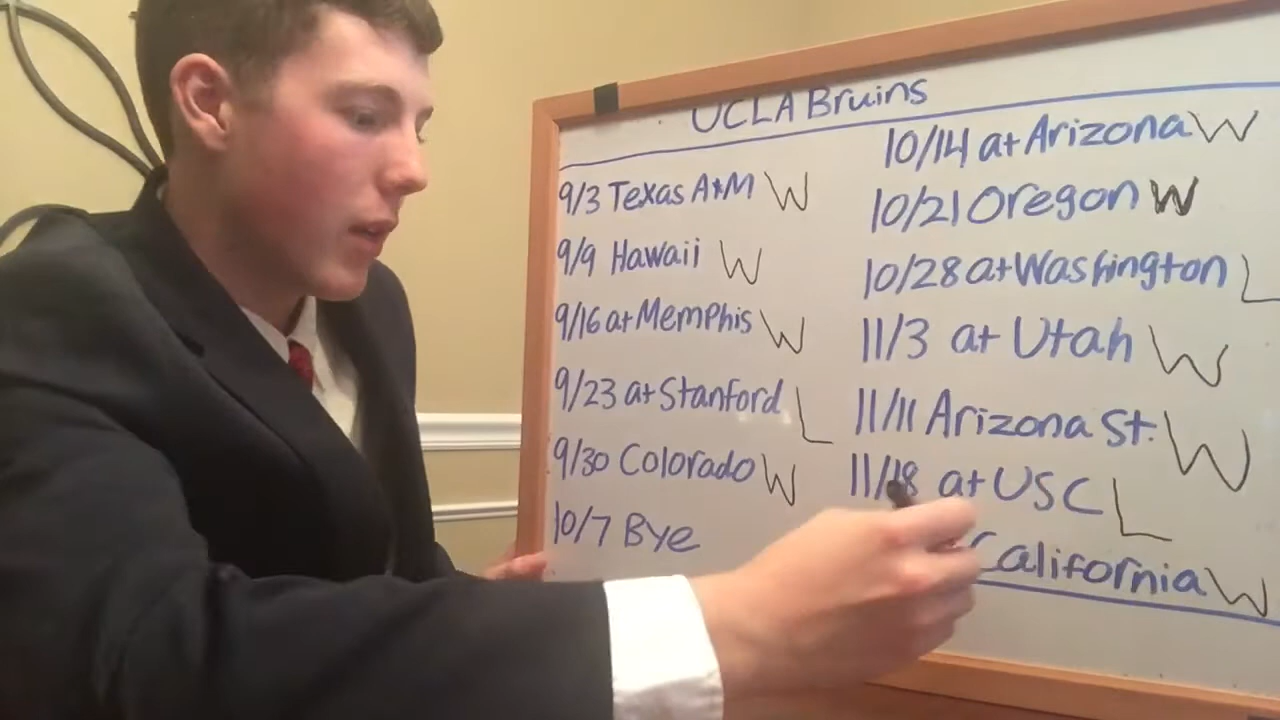 UCLA Bruins
9/3 Texas A&M W
9/9 Hawaii W
9/16 at Memphis W
9/23 at Stanford L
9/30 Colorado W
10/7 Bye
10/14 at Arizona W
10/21 Oregon W
10/28 at Washington L
11/3 at Utah W
11/11 Arizona St. W
11/18 at USC L
California W